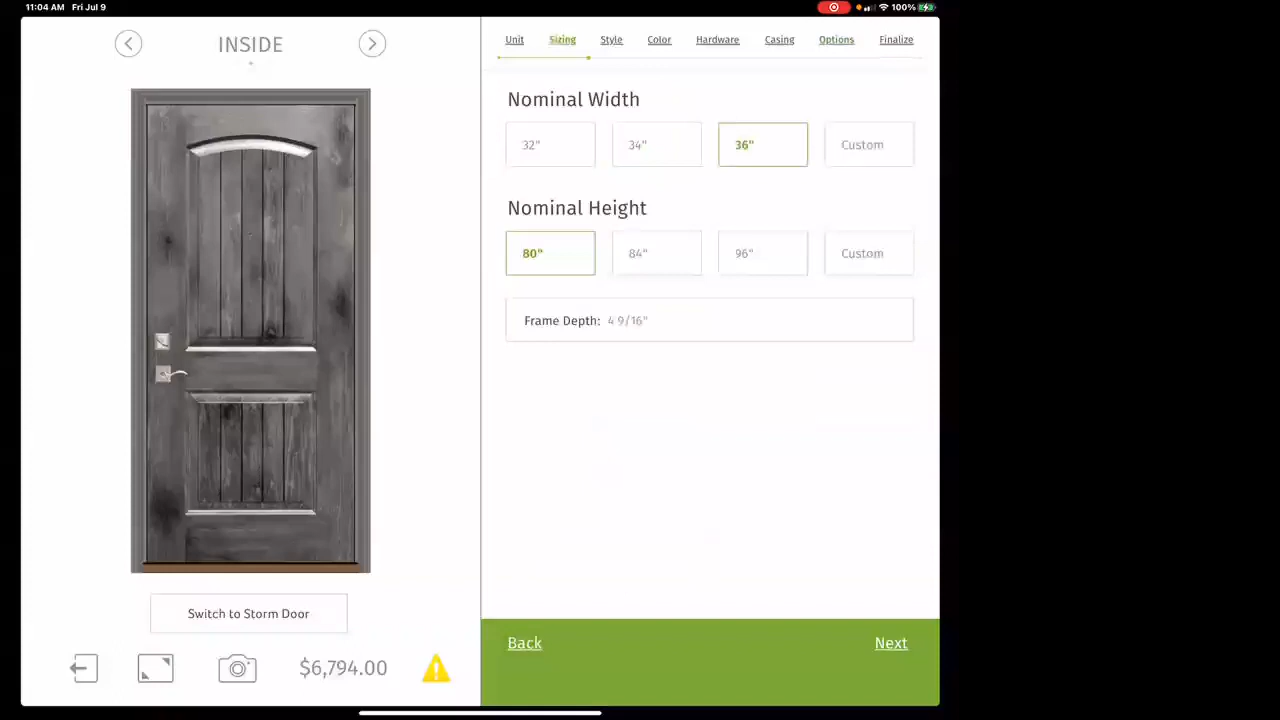 11:04 AM Fri Jul 9
100%
INSIDE
Unit Sizing Style Color Hardware Casing Options Finalize
Nominal Width
32" 34" 36" Custom
Nominal Height
80" 84" 96" Custom
Frame Depth: 4 9/16"
Switch to Storm Door
$6,794.00
Back Next